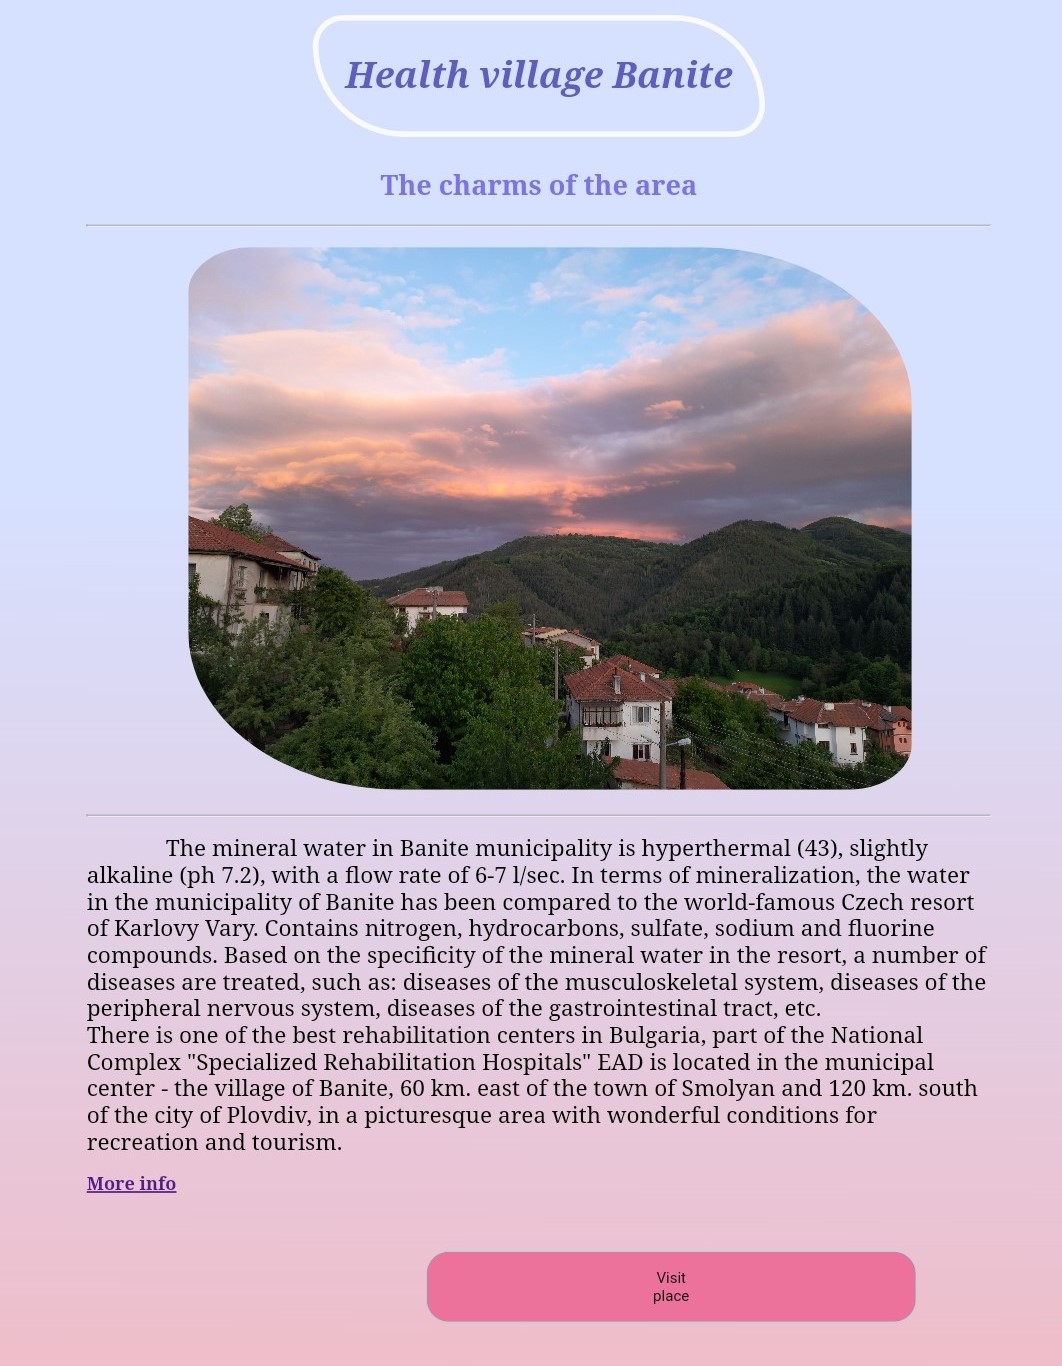 Health village Banite
The charms of the area
The mineral water in Banite municipality is hyperthermal (43), slightly
alkaline (ph 7.2), with a flow rate of 6-7 l/sec. In terms of mineralization, the water
in the municipality of Banite has been compared to the world-famous Czech resort
of Karlovy Vary. Contains nitrogen, hydrocarbons, sulfate, sodium and fluorine
compounds. Based on the specificity of the mineral water in the resort, a number of
diseases are treated, such as: diseases of the musculoskeletal system, diseases of the
peripheral nervous system, diseases of the gastrointestinal tract, etc.
There is one of the best rehabilitation centers in Bulgaria, part of the National
Complex "Specialized Rehabilitation Hospitals" EAD is located in the municipal
center - the village of Banite, 60 km. east of the town of Smolyan and 120 km. south
of the city of Plovdiv, in a picturesque area with wonderful conditions for
recreation and tourism.
More info
Visit
place